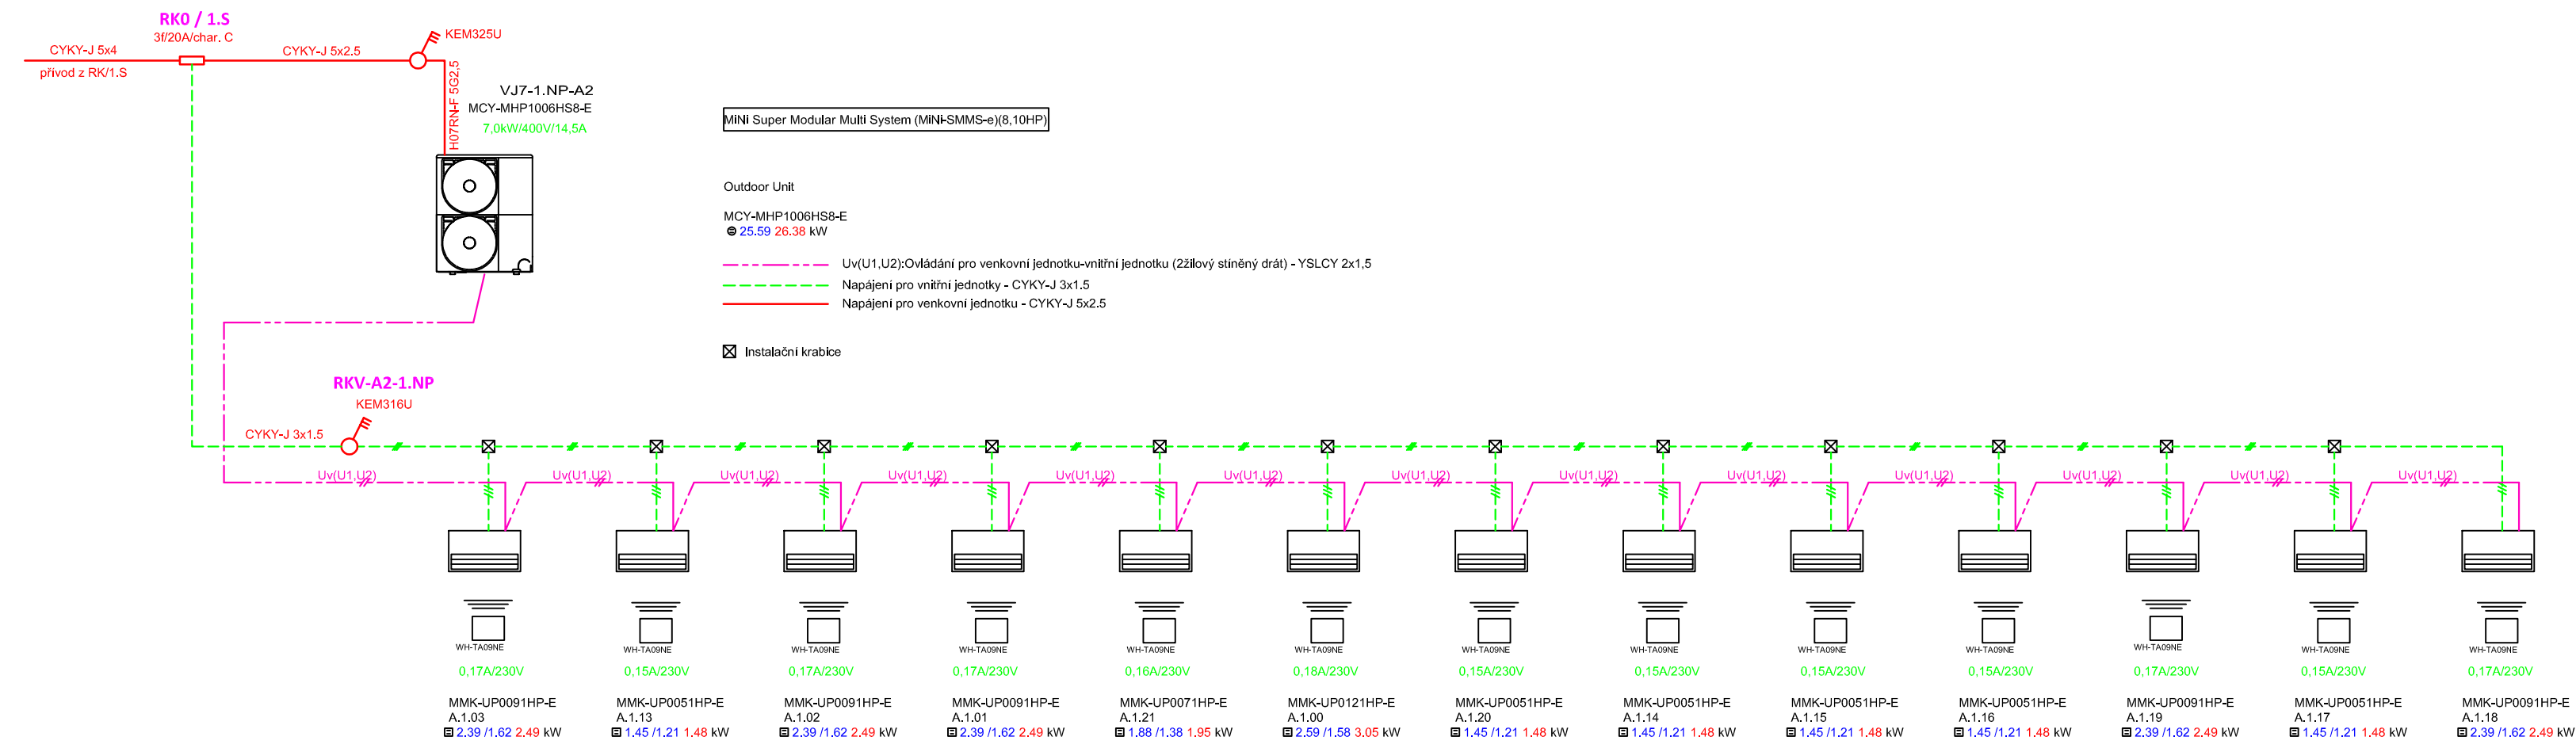 RK0 / 1.S
3f/20A/char. C
CYKY-J 5x4
přívod z RK/1.S
CYKY-J 5x2.5
KEM325U
H07RN-F 5G2,5
VJ7-1.NP-A2
MCY-MHP1006HS8-E
7,0kW/400V/14,5A
MiNi Super Modular Multi System (MiNi-SMMS-e)(8,10HP)
Outdoor Unit
MCY-MHP1006HS8-E
25.59 26.38 kW
Uv(U1,U2):Ovládání pro venkovní jednotku-vnitřní jednotku (2žilový stíněný drát) - YSLCY 2x1,5
Napájení pro vnitřní jednotky - CYKY-J 3x1.5
Napájení pro venkovní jednotku - CYKY-J 5x2.5
Instalační krabice
RKV-A2-1.NP
KEM316U
CYKY-J 3x1.5
Uv(U1,U2) Uv(U1,U2) Uv(U1,U2) Uv(U1,U2) Uv(U1,U2) Uv(U1,U2) Uv(U1,U2) Uv(U1,U2) Uv(U1,U2) Uv(U1,U2) Uv(U1,U2) Uv(U1,U2) Uv(U1,U2)
WH-TA09NE WH-TA09NE WH-TA09NE WH-TA09NE WH-TA09NE WH-TA09NE WH-TA09NE WH-TA09NE WH-TA09NE WH-TA09NE WH-TA09NE WH-TA09NE WH-TA09NE
0,17A/230V 0,15A/230V 0,17A/230V 0,17A/230V 0,16A/230V 0,18A/230V 0,15A/230V 0,15A/230V 0,15A/230V 0,15A/230V 0,17A/230V 0,15A/230V 0,17A/230V
MMK-UP0091HP-E MMK-UP0051HP-E MMK-UP0091HP-E MMK-UP0091HP-E MMK-UP0071HP-E MMK-UP0121HP-E MMK-UP0051HP-E MMK-UP0051HP-E MMK-UP0051HP-E MMK-UP0051HP-E MMK-UP0091HP-E MMK-UP0051HP-E MMK-UP0091HP-E
A.1.03 A.1.13 A.1.02 A.1.01 A.1.21 A.1.00 A.1.20 A.1.14 A.1.15 A.1.16 A.1.19 A.1.17 A.1.18
2.39 /1.62 2.49 kW 1.45 /1.21 1.48 kW 2.39 /1.62 2.49 kW 2.39 /1.62 2.49 kW 1.88 /1.38 1.95 kW 2.59 /1.58 3.05 kW 1.45 /1.21 1.48 kW 1.45 /1.21 1.48 kW 1.45 /1.21 1.48 kW 1.45 /1.21 1.48 kW 2.39 /1.62 2.49 kW 1.45 /1.21 1.48 kW 2.39 /1.62 2.49 kW